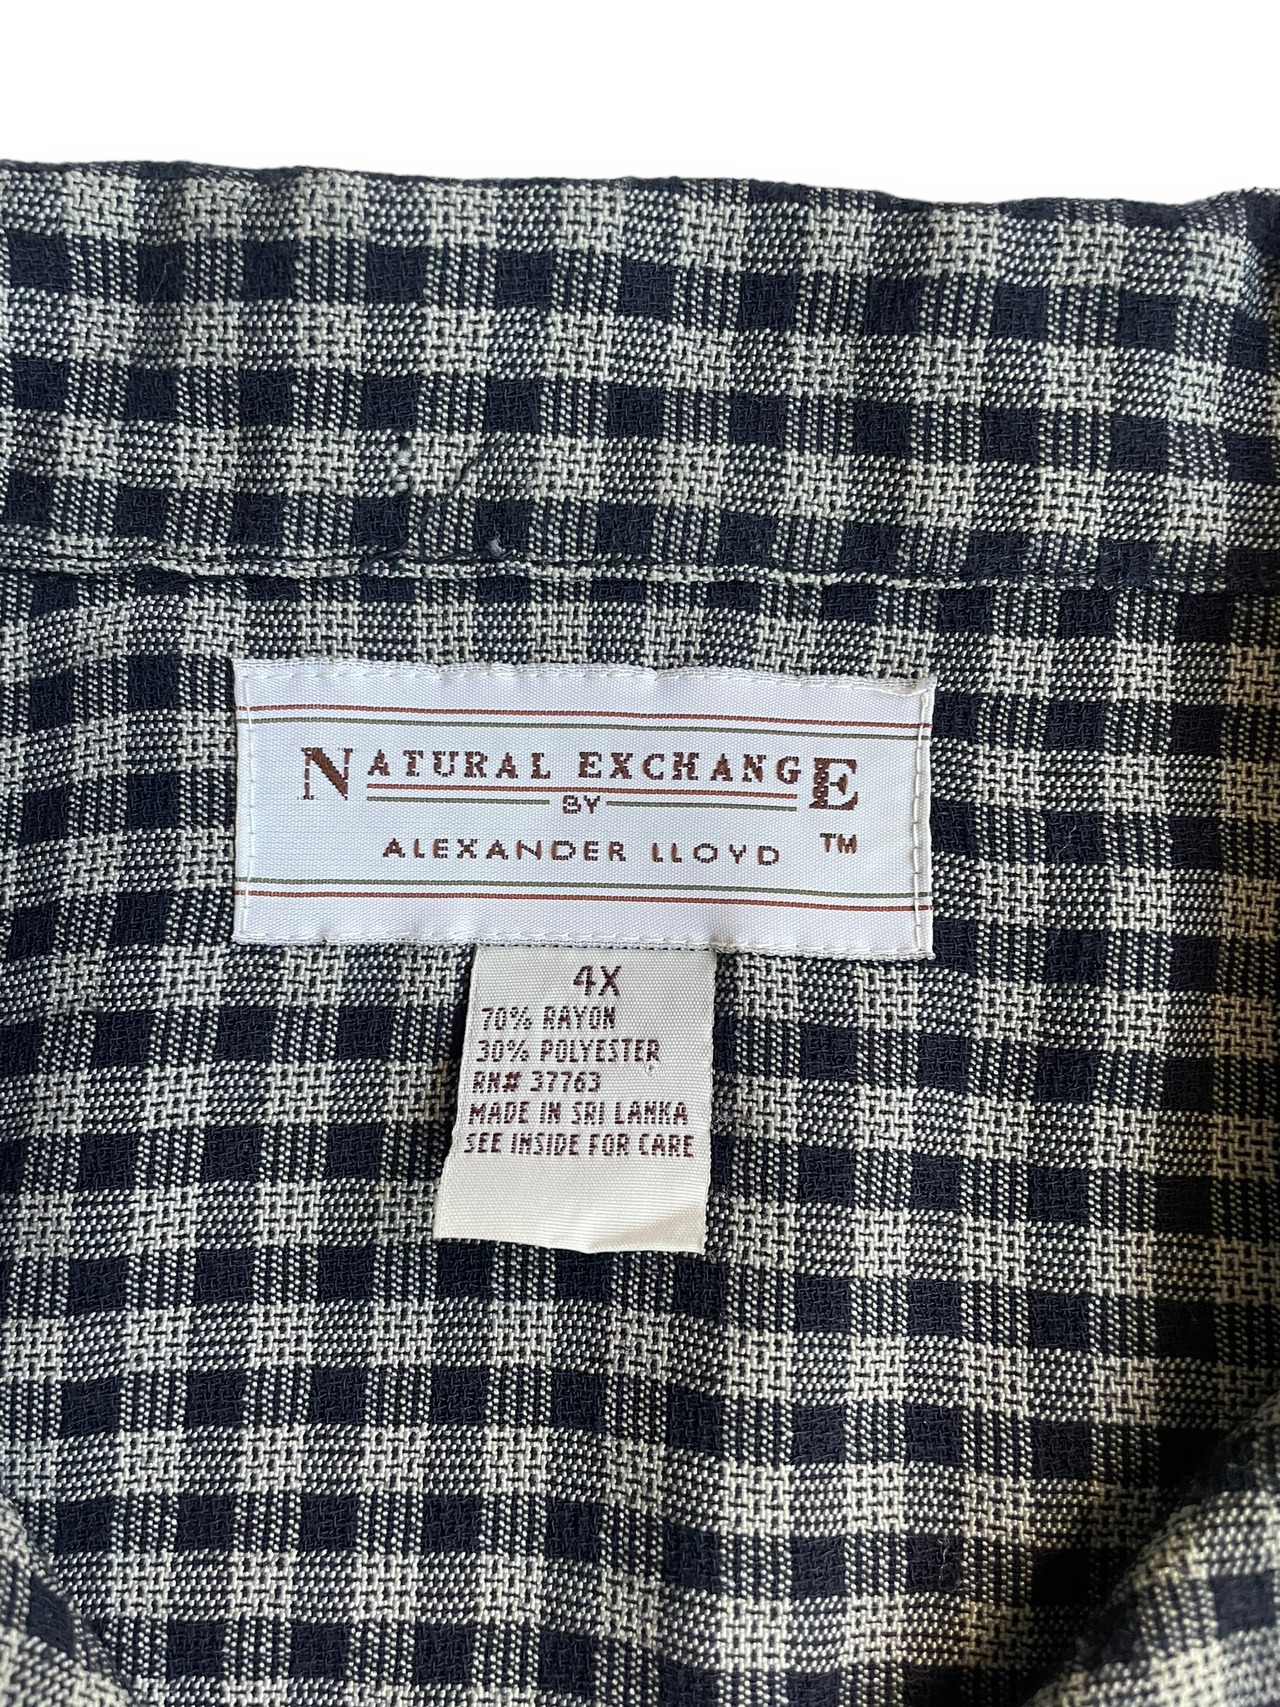 NATURAL EXCHANGE
BY
ALEXANDER LLOYD ™
4X
70% RAYON
30% POLYESTER
RN# 37763
MADE IN SRI LANKA
SEE INSIDE FOR CARE